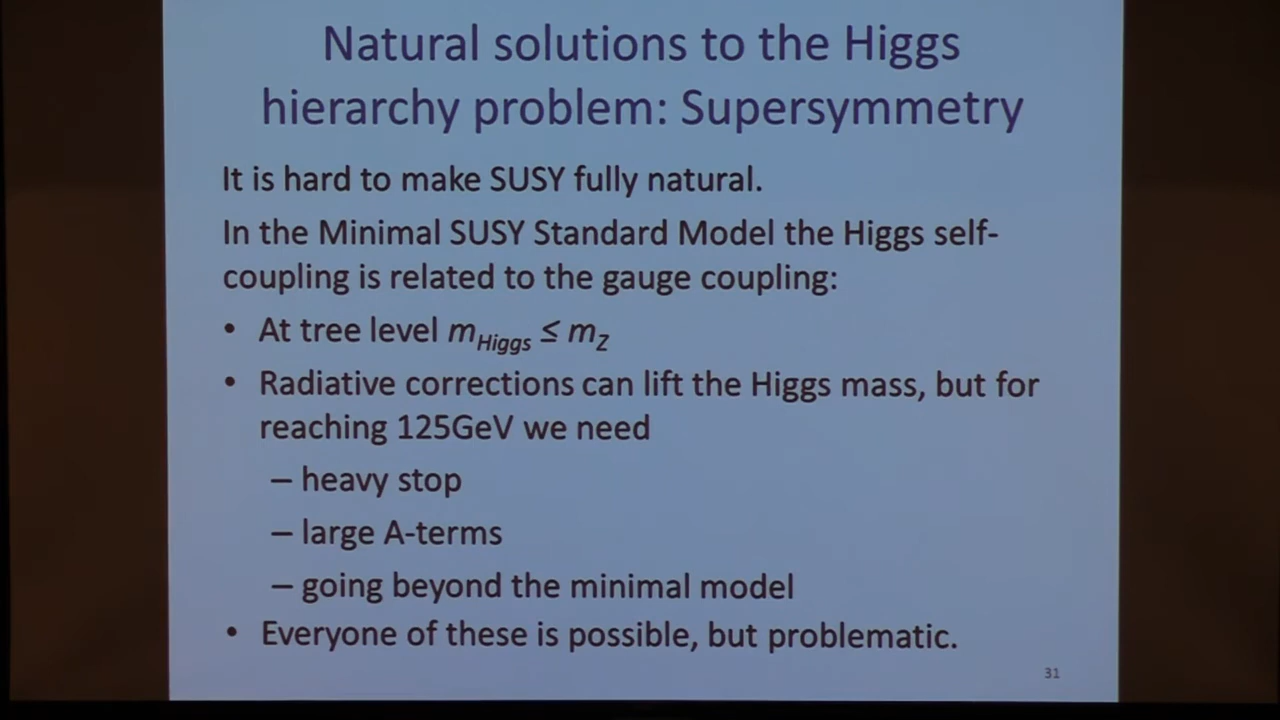 Natural solutions to the Higgs
hierarchy problem: Supersymmetry
It is hard to make SUSY fully natural.
In the Minimal SUSY Standard Model the Higgs self-
coupling is related to the gauge coupling:
• At tree level m_Higgs ≤ m_Z
• Radiative corrections can lift the Higgs mass, but for
reaching 125GeV we need
– heavy stop
– large A-terms
– going beyond the minimal model
• Everyone of these is possible, but problematic.
31